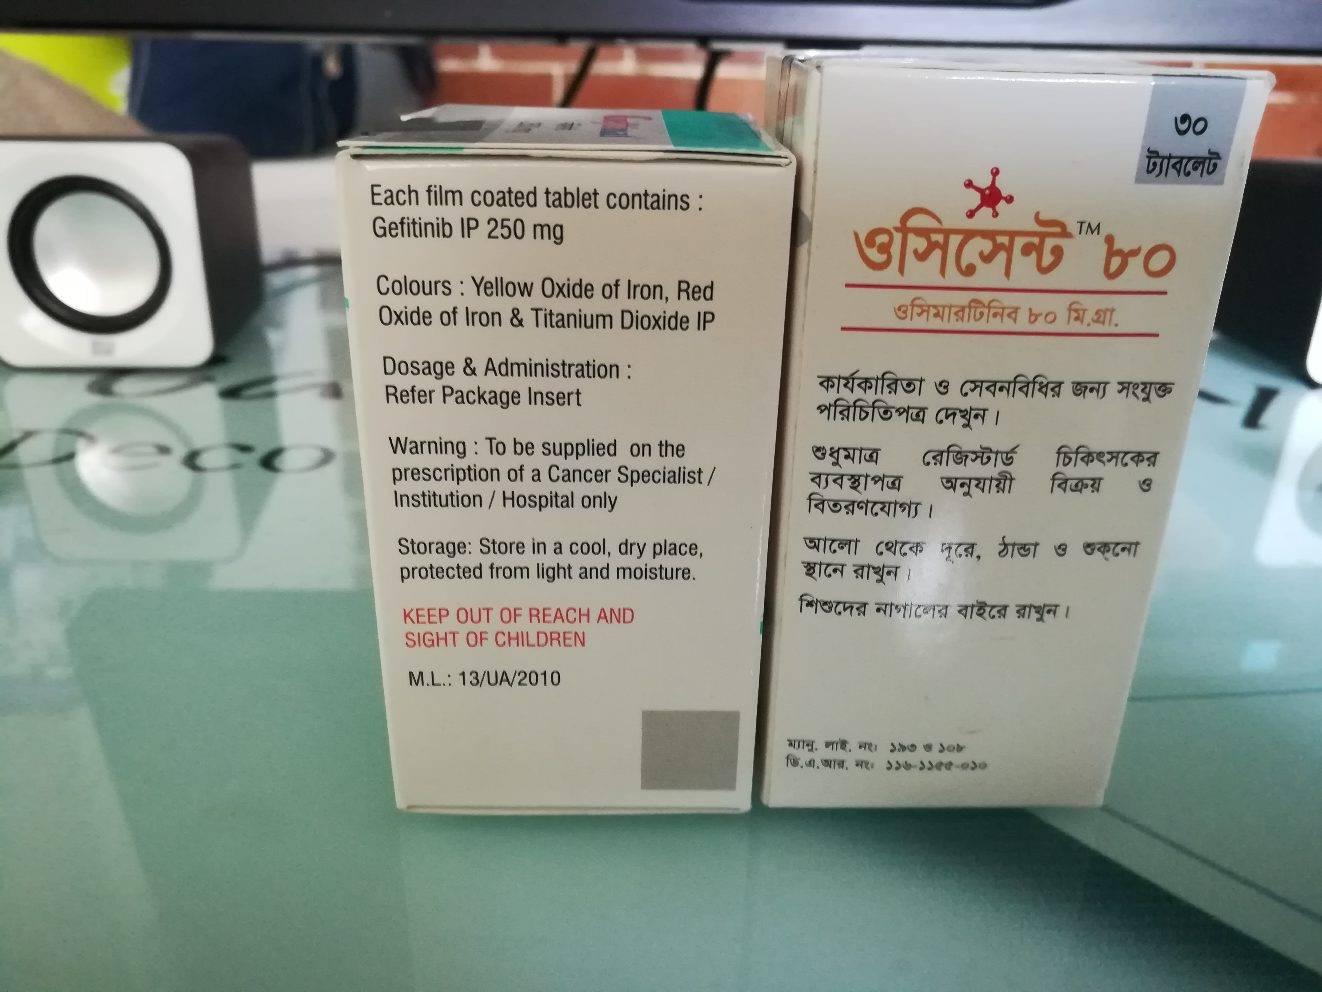 Each film coated tablet contains :
Gefitinib IP 250 mg
Colours : Yellow Oxide of Iron, Red
Oxide of Iron & Titanium Dioxide IP
Dosage & Administration :
Refer Package Insert
Warning : To be supplied on the
prescription of a Cancer Specialist /
Institution / Hospital only
Storage: Store in a cool, dry place,
protected from light and moisture.
KEEP OUT OF REACH AND
SIGHT OF CHILDREN
M.L.: 13/UA/2010
৩০
ট্যাবলেট
ওসিসেন্ট™ ৮০
ওসিমারটিনিব ৮০ মি.গ্রা.
কার্যকারিতা ও সেবনবিধির জন্য সংযুক্ত
পরিচিতিপত্র দেখুন।
শুধুমাত্র রেজিস্টার্ড চিকিৎসকের
ব্যবস্থাপত্র অনুযায়ী বিক্রয় ও
বিতরণযোগ্য।
আলো থেকে দূরে, ঠান্ডা ও শুক্‌নো
স্থানে রাখুন।
শিশুদের নাগালের বাইরে রাখুন।
ম্যানু. লাই. নং:
ডি.এ.আর. নং:
Deco